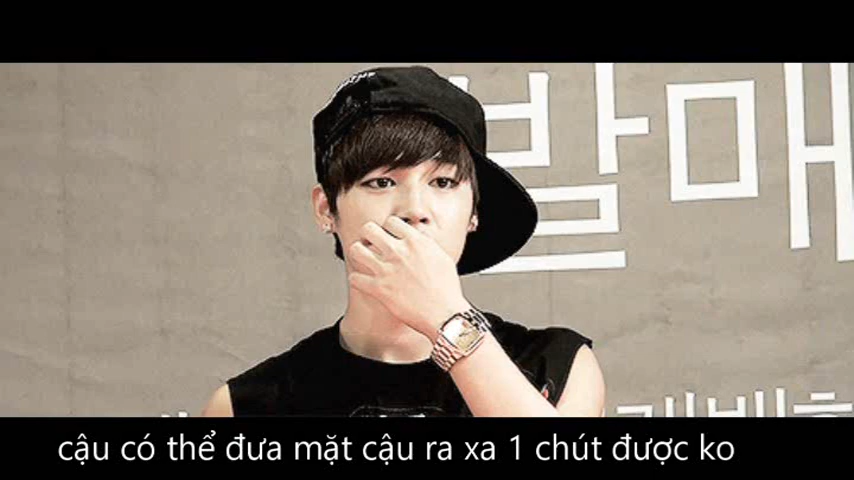 발매
cậu có thể đưa mặt cậu ra xa 1 chút được ko